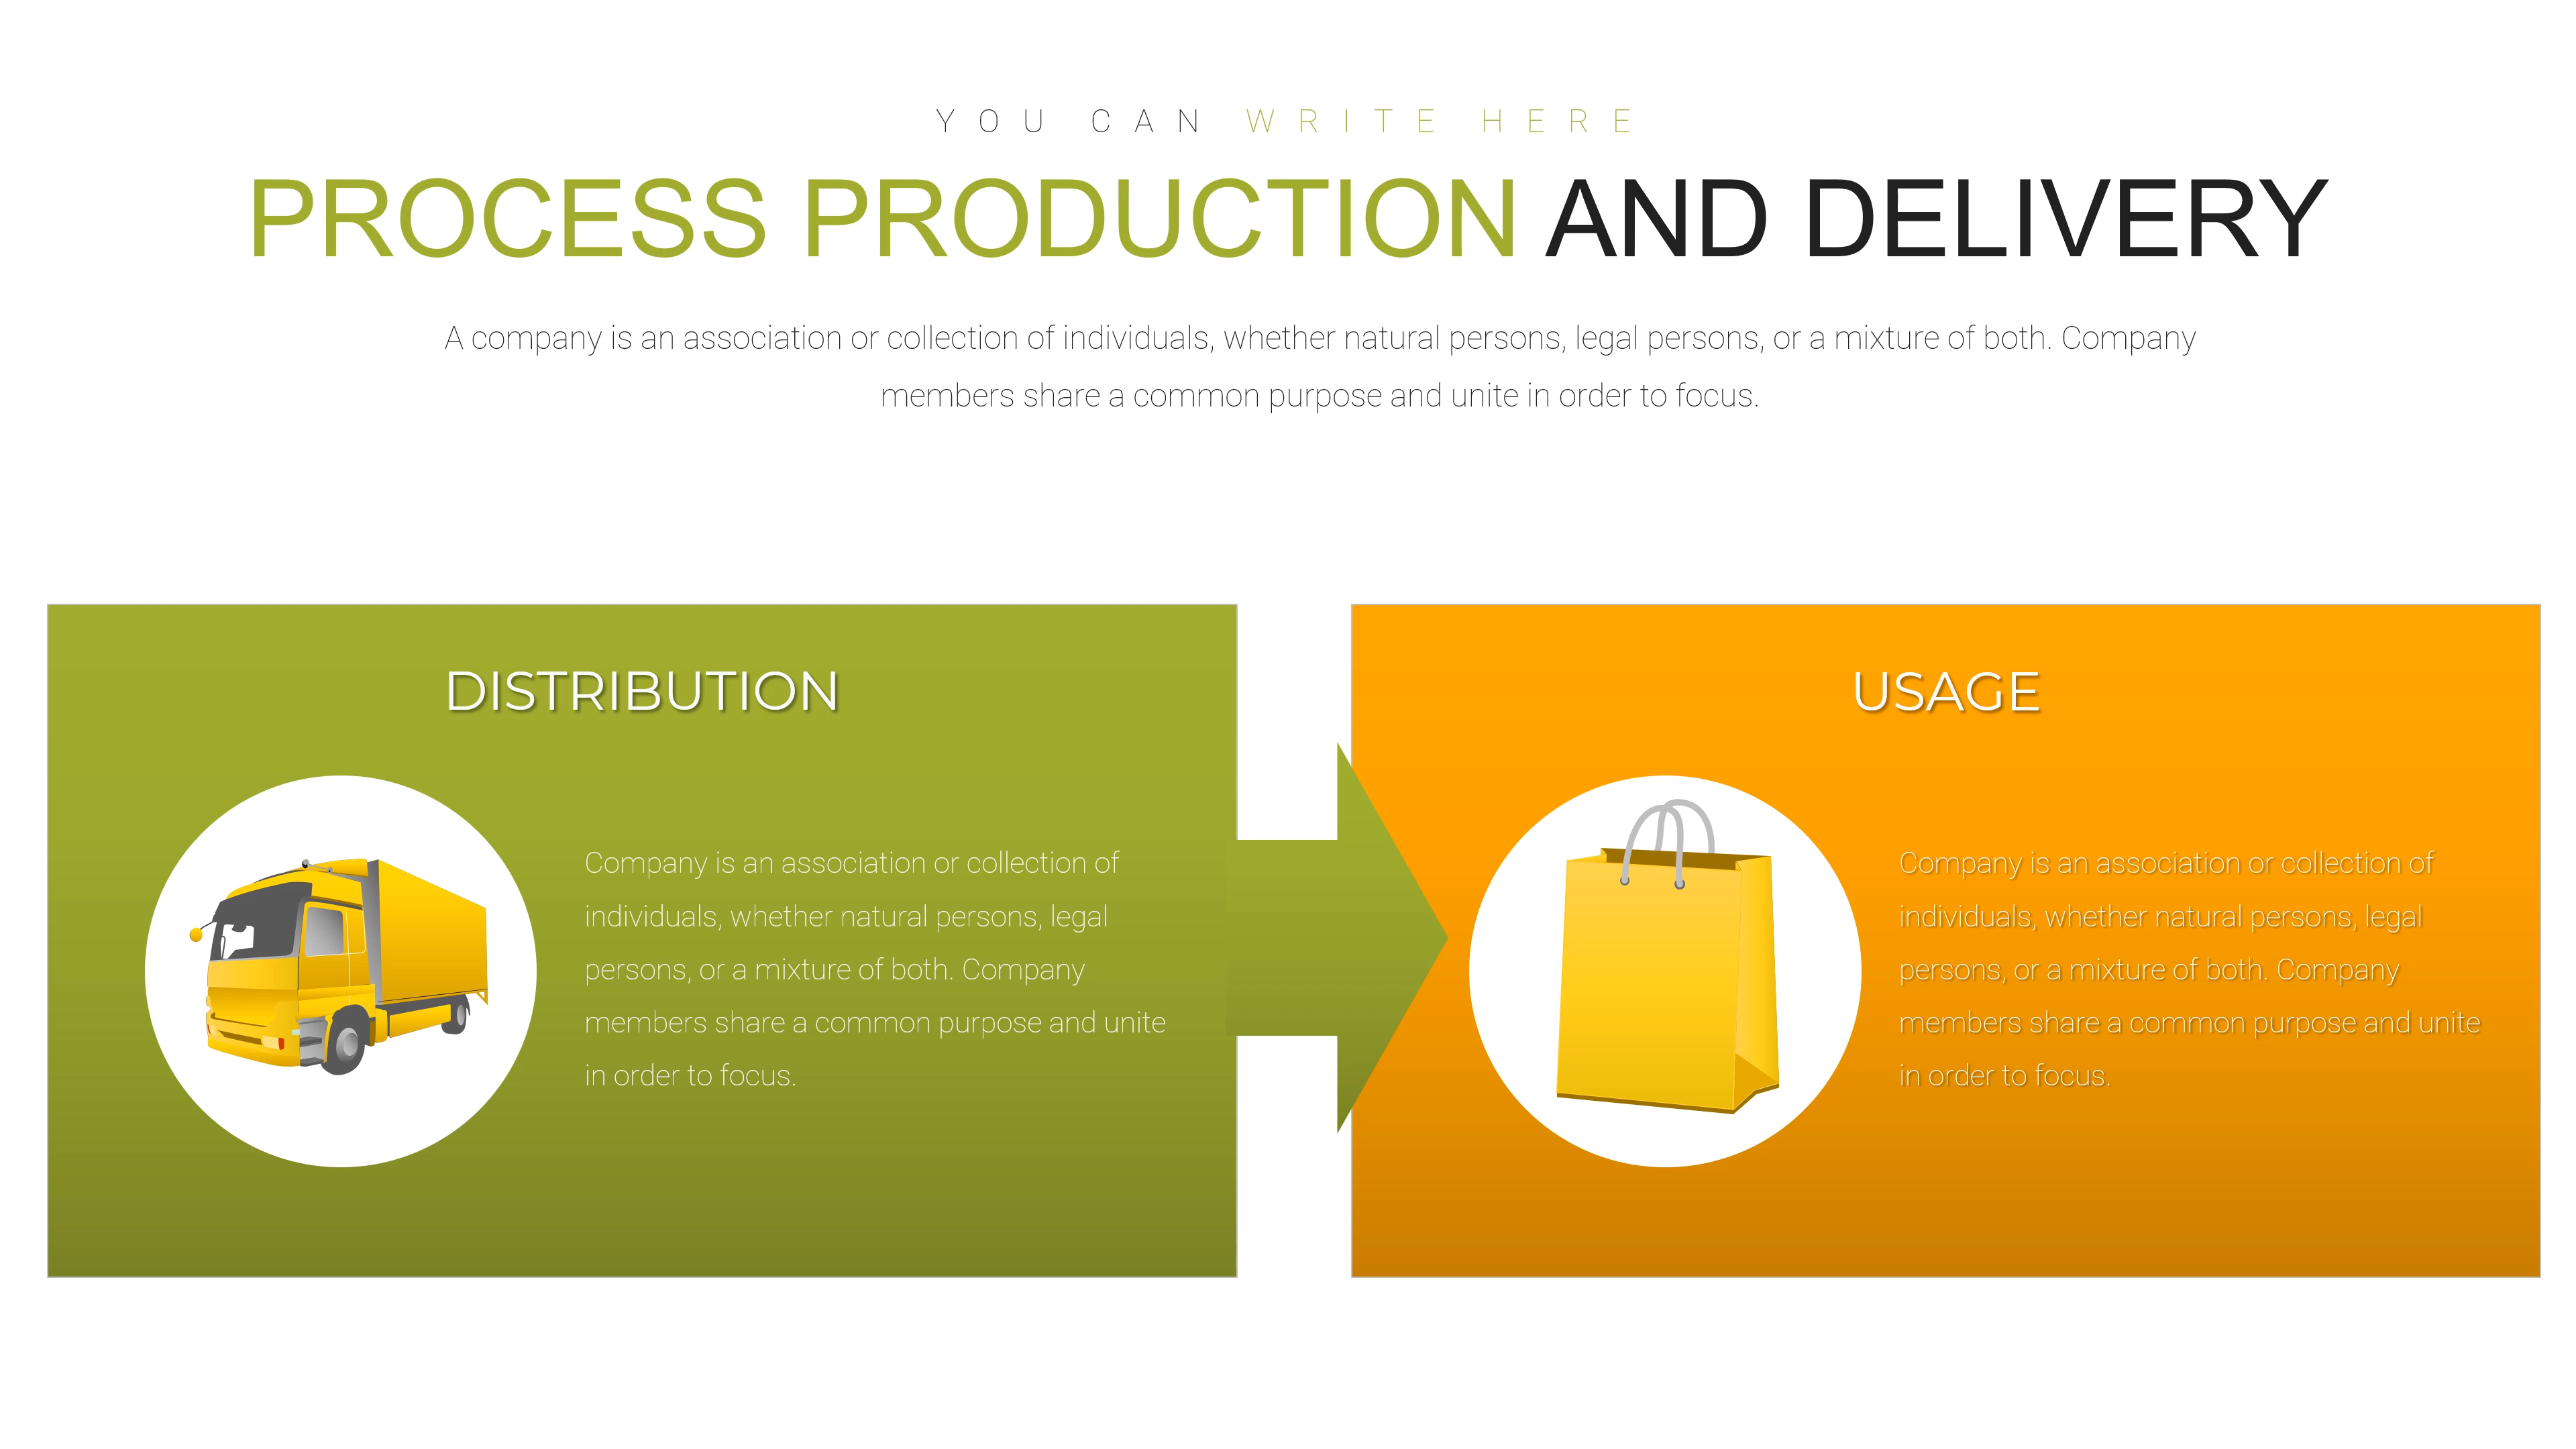 YOU CAN WRITE HERE
PROCESS PRODUCTION AND DELIVERY
A company is an association or collection of individuals, whether natural persons, legal persons, or a mixture of both. Company
members share a common purpose and unite in order to focus.
DISTRIBUTION
Company is an association or collection of
individuals, whether natural persons, legal
persons, or a mixture of both. Company
members share a common purpose and unite
in order to focus.
USAGE
Company is an association or collection of
individuals, whether natural persons, legal
persons, or a mixture of both. Company
members share a common purpose and unite
in order to focus.